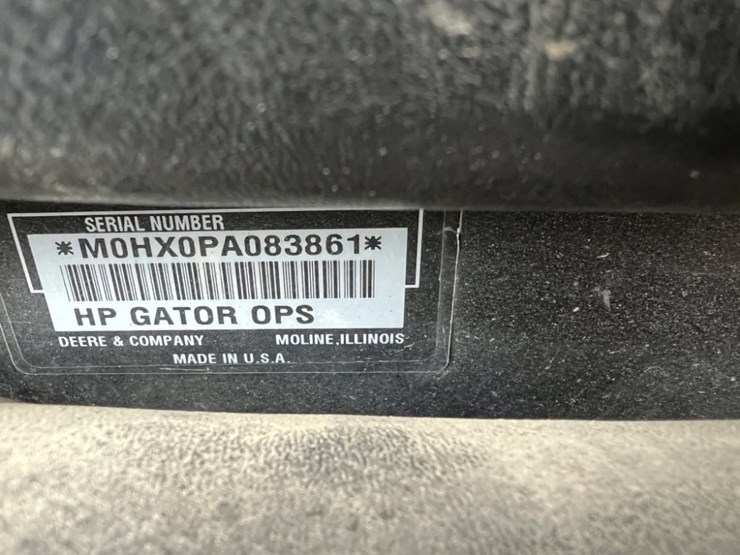 SERIAL NUMBER
*M0HX0PA083861*
HP GATOR OPS
DEERE & COMPANY MOLINE, ILLINOIS
MADE IN U.S.A.